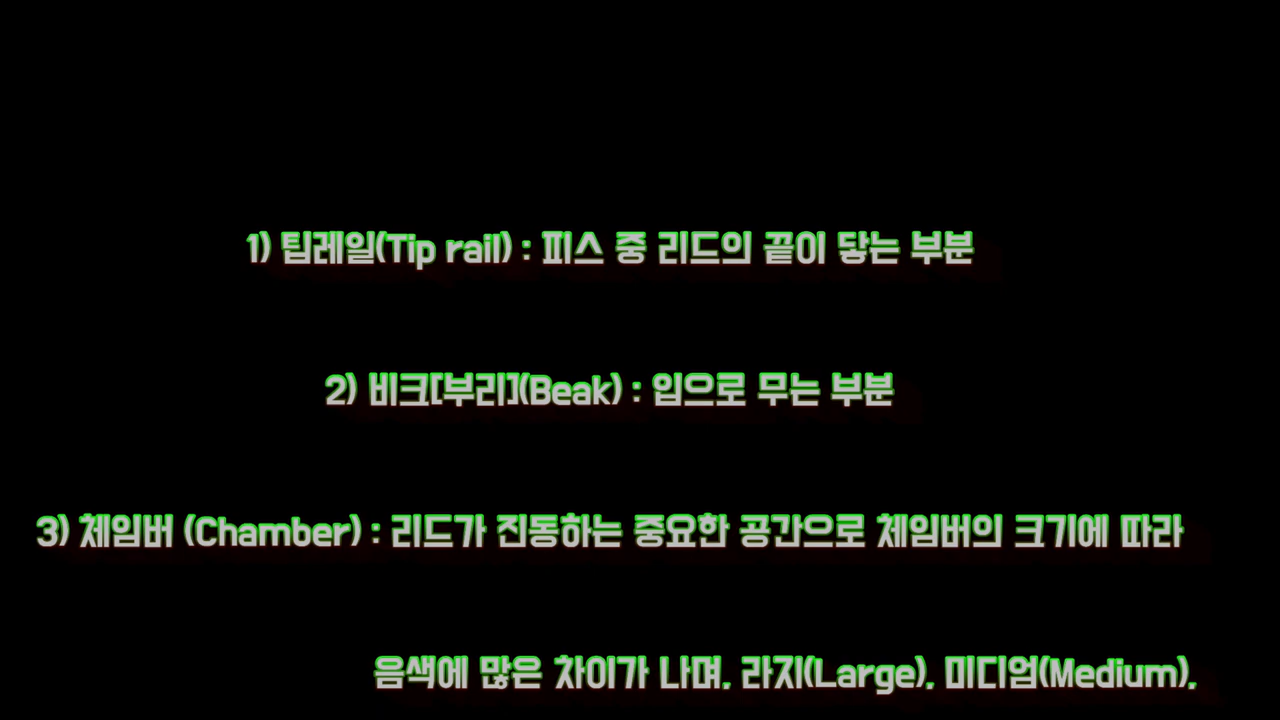 1) 팁레일(Tip rail) : 피스 중 리드의 끝이 닿는 부분
2) 비크[부리](Beak) : 입으로 무는 부분
3) 체임버 (Chamber) : 리드가 진동하는 중요한 공간으로 체임버의 크기에 따라
음색에 많은 차이가 나며, 라지(Large), 미디엄(Medium),